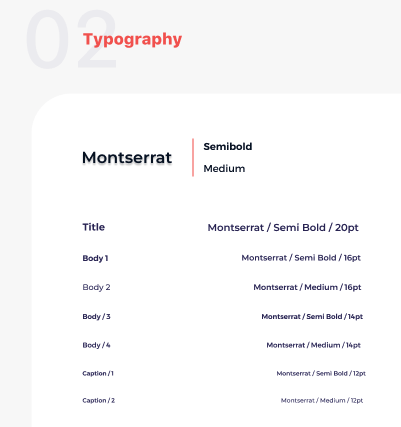 02
Typography
Montserrat
Semibold
Medium
Title Montserrat / Semi Bold / 20pt
Body 1 Montserrat / Semi Bold / 16pt
Body 2 Montserrat / Medium / 16pt
Body / 3 Montserrat / Semi Bold / 14pt
Body / 4 Montserrat / Medium / 14pt
Caption / 1 Montserrat / Semi Bold / 12pt
Caption / 2 Montserrat / Medium / 12pt